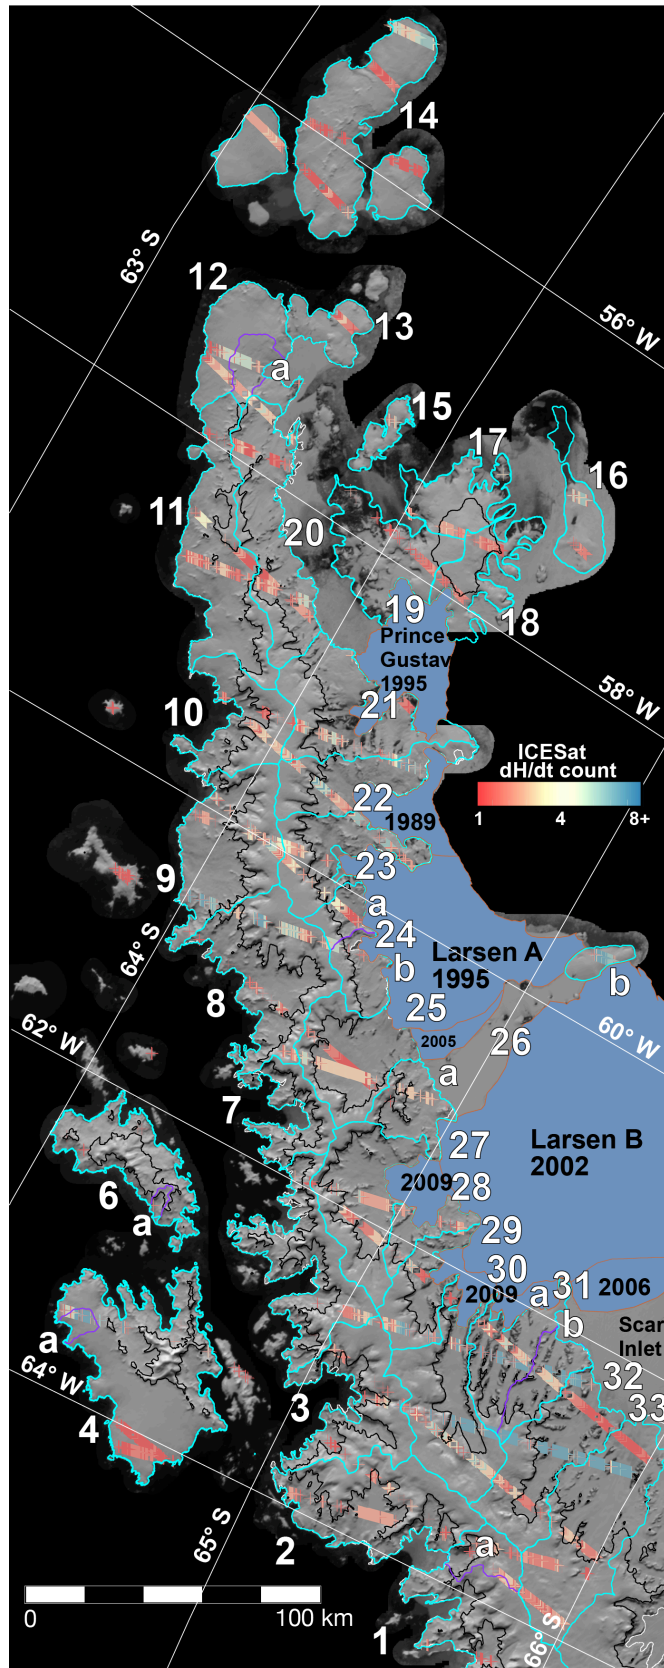 14
63° S
12
56° W
13
a
15
17
16
11
20
19
18
Prince
Gustav
1995
21
10
58° W
ICESat
dH/dt count
1
4
8+
22
1989
23
9
a
24
64° S
b
Larsen A
1995
b
8
25
62° W
26
60° W
2005
a
7
27
Larsen B
2002
6
2009
28
a
29
30
31
2009
a
2006
a
b
Scar
Inlet
64° W
32
3
33
4
65° S
2
a
0
100 km
1
66° S